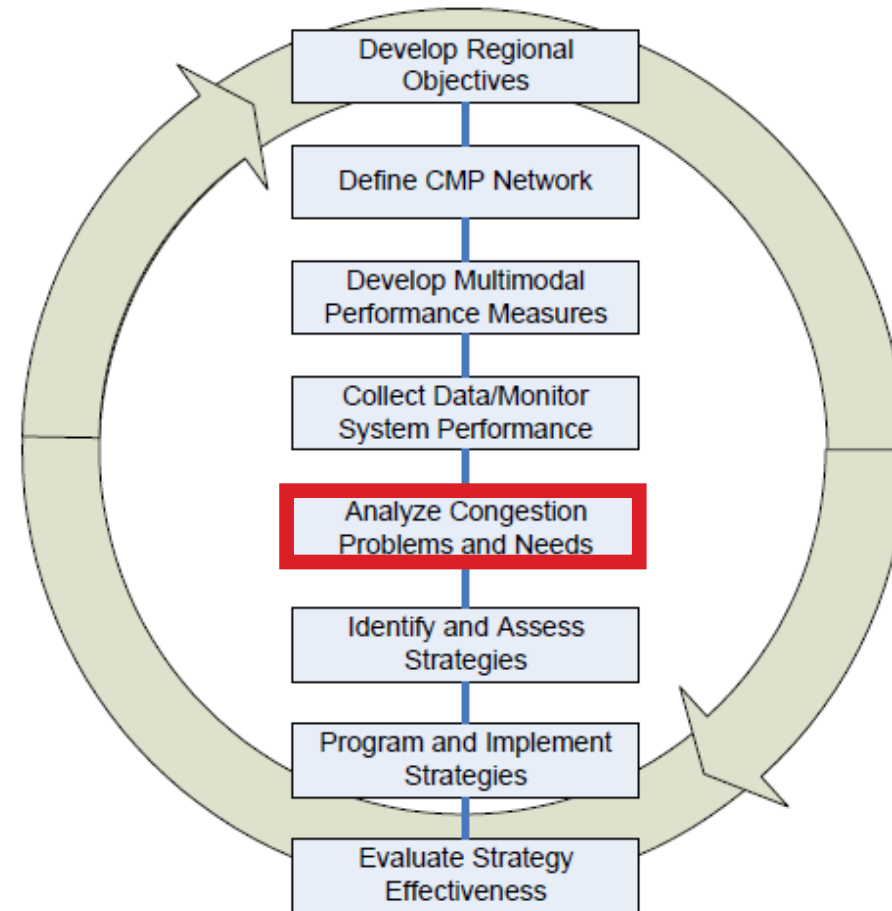 Develop Regional
Objectives
Define CMP Network
Develop Multimodal
Performance Measures
Collect Data/Monitor
System Performance
Analyze Congestion
Problems and Needs
Identify and Assess
Strategies
Program and Implement
Strategies
Evaluate Strategy
Effectiveness